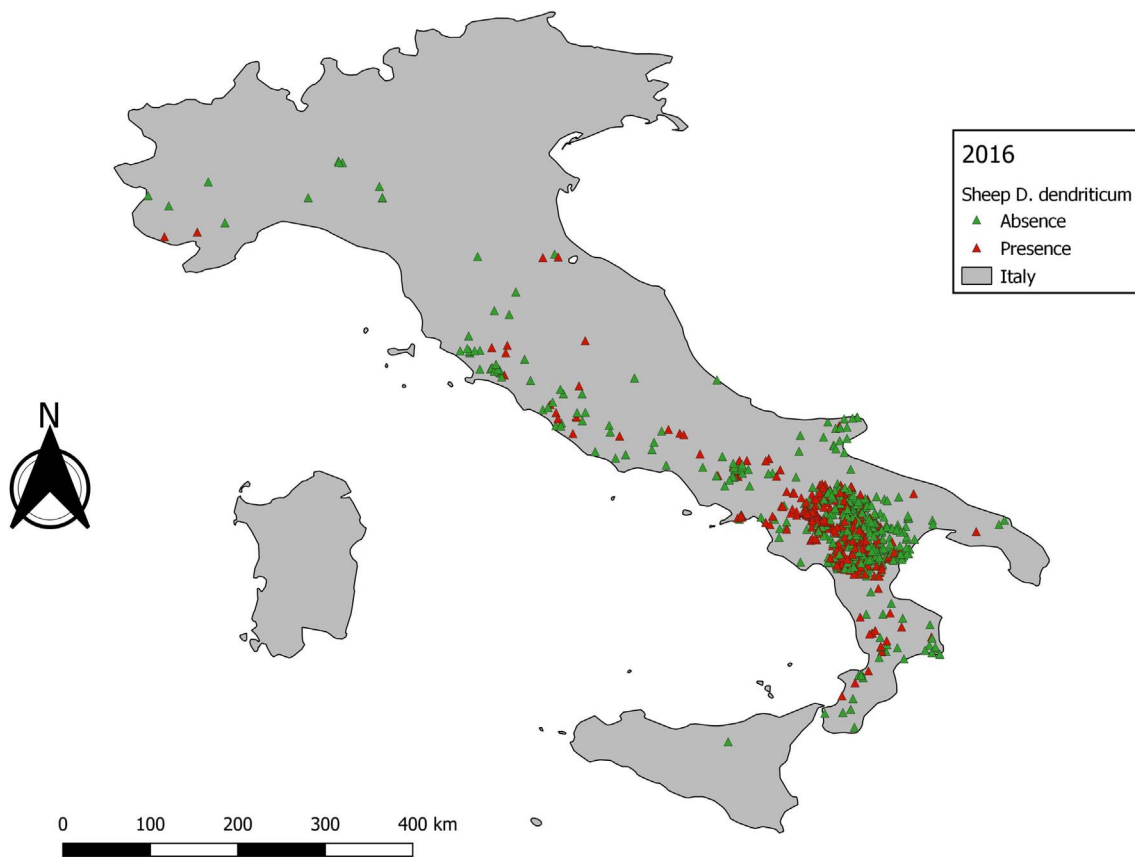 2016
Sheep D. dendriticum
Absence
Presence
Italy
N
0 100 200 300 400 km